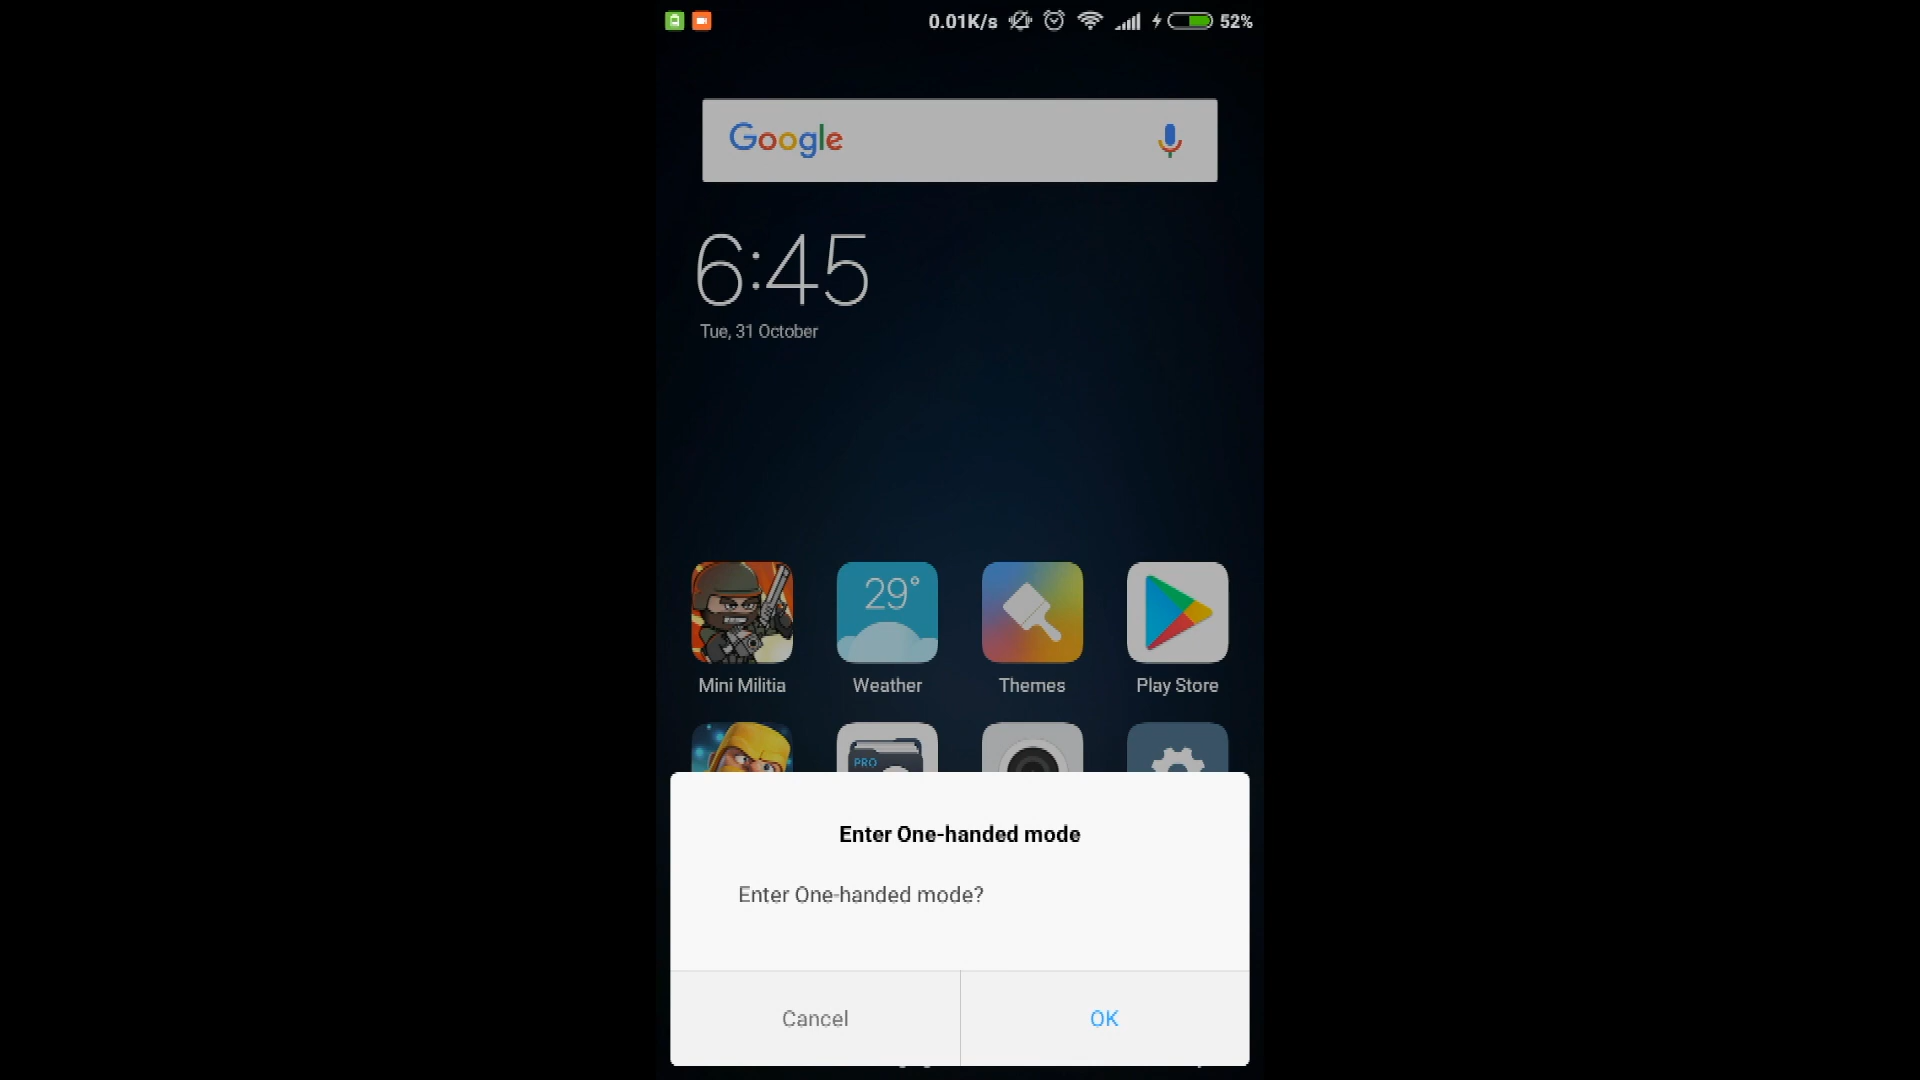 0.01K/s 52%
Google
6:45
Tue, 31 October
29°
Mini Militia Weather Themes Play Store
PRO
Enter One-handed mode
Enter One-handed mode?
Cancel OK